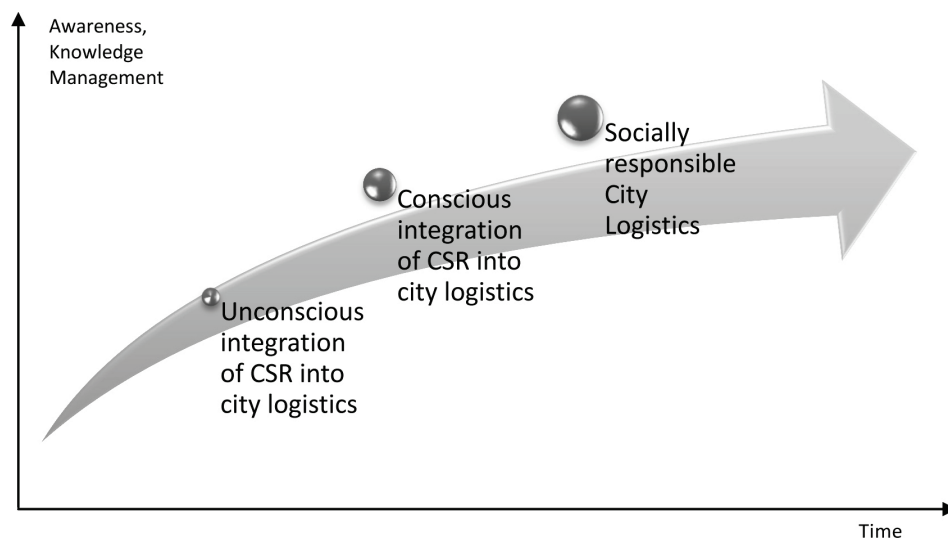 Awareness,
Knowledge
Management
Socially
responsible
City
Logistics
Conscious
integration
of CSR into
city logistics
Unconscious
integration
of CSR into
city logistics
Time